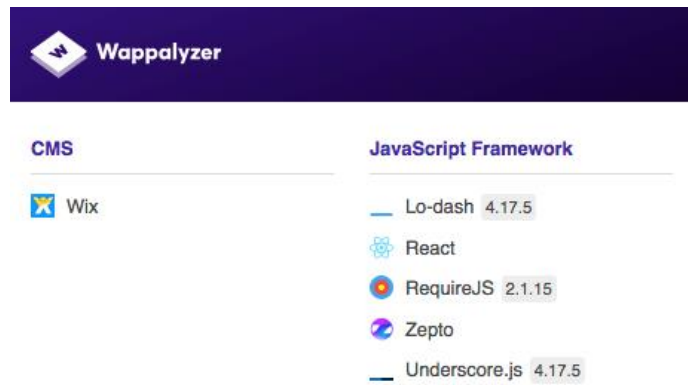 Wappalyzer
CMS
Wix
JavaScript Framework
Lo-dash 4.17.5
React
RequireJS 2.1.15
Zepto
Underscore.js 4.17.5